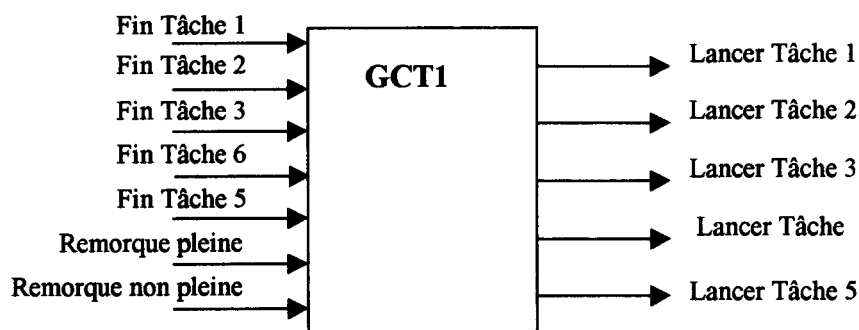 Fin Tâche 1
Fin Tâche 2
Fin Tâche 3
Fin Tâche 6
Fin Tâche 5
Remorque pleine
Remorque non pleine
GCT1
Lancer Tâche 1
Lancer Tâche 2
Lancer Tâche 3
Lancer Tâche
Lancer Tâche 5